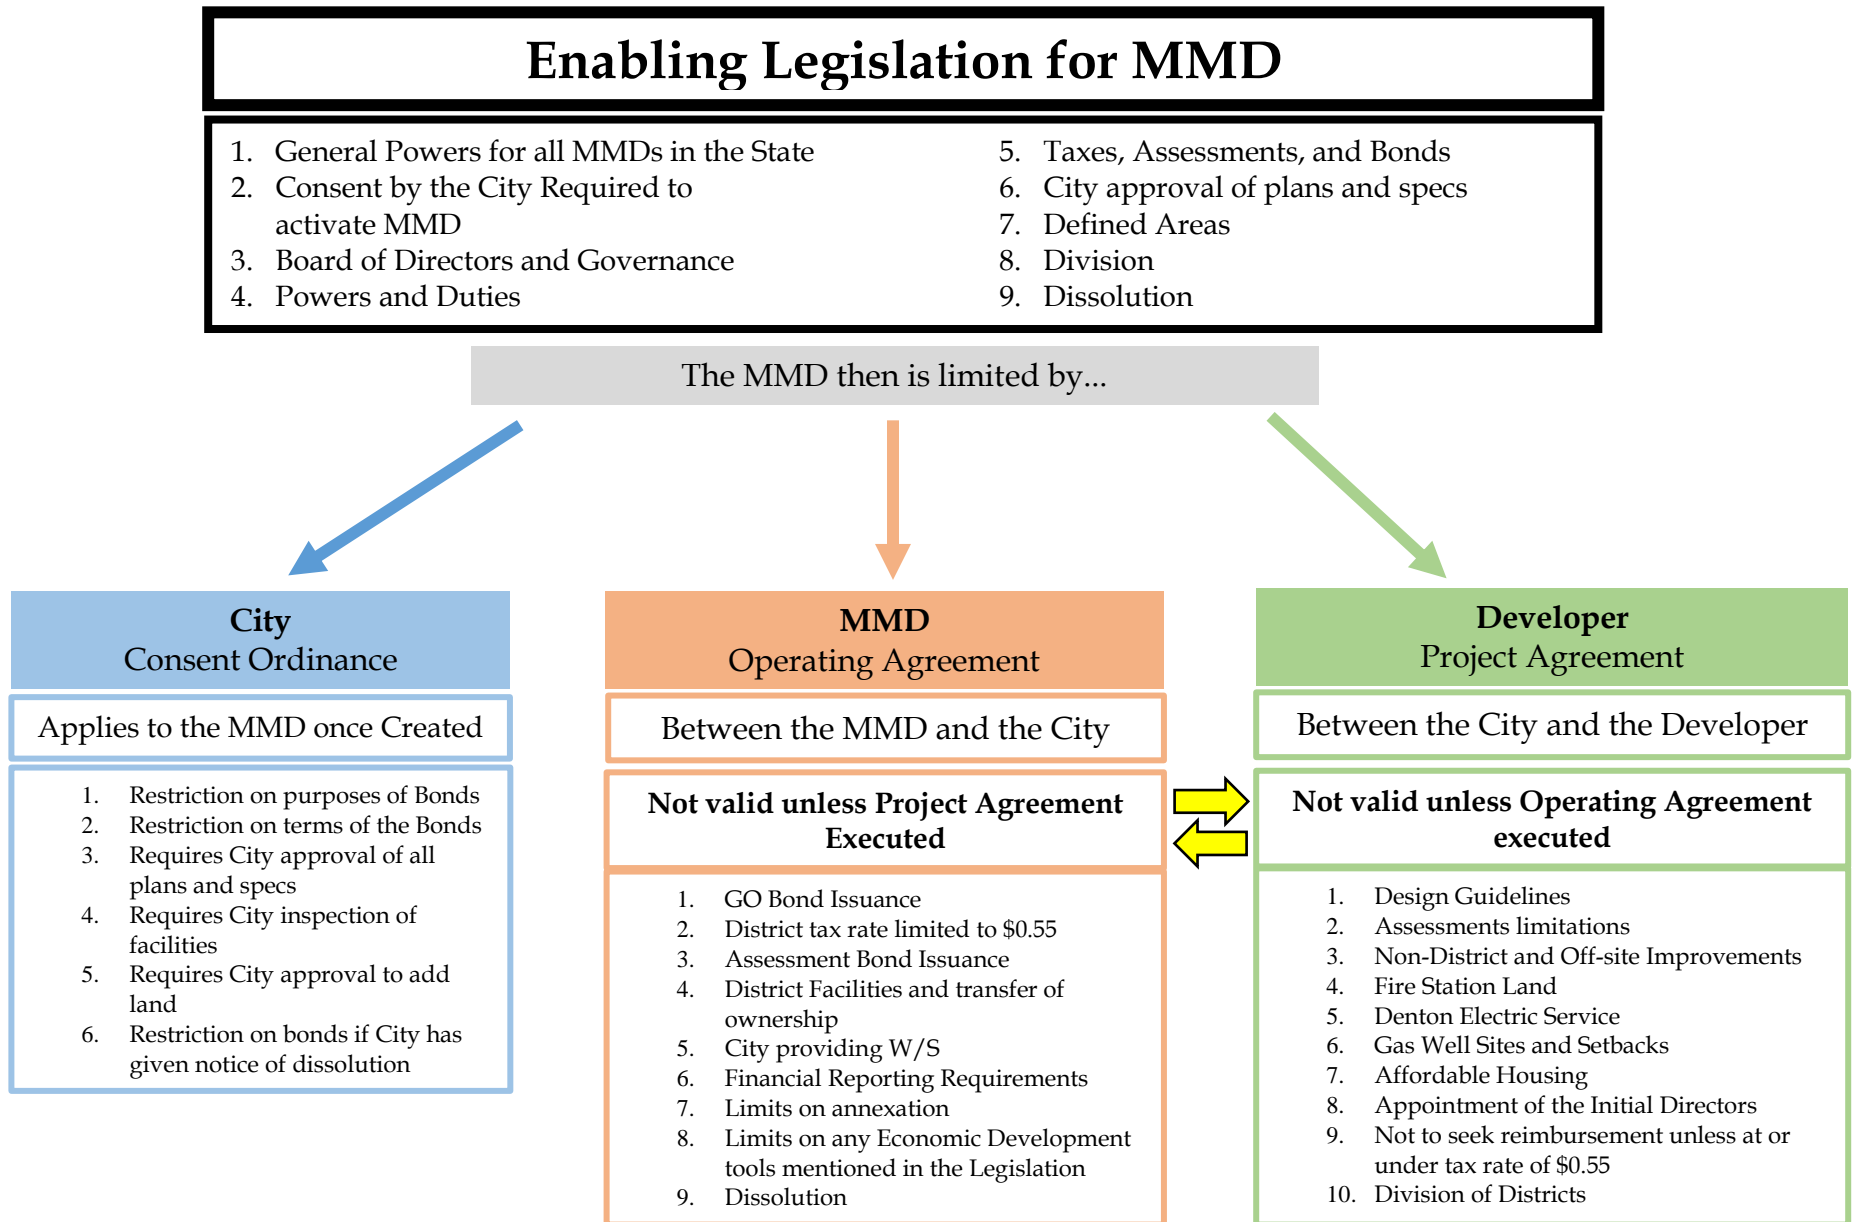 Enabling Legislation for MMD
1. General Powers for all MMDs in the State
2. Consent by the City Required to
activate MMD
3. Board of Directors and Governance
4. Powers and Duties
5. Taxes, Assessments, and Bonds
6. City approval of plans and specs
7. Defined Areas
8. Division
9. Dissolution
The MMD then is limited by...
City
Consent Ordinance
Applies to the MMD once Created
1. Restriction on purposes of Bonds
2. Restriction on terms of the Bonds
3. Requires City approval of all
plans and specs
4. Requires City inspection of
facilities
5. Requires City approval to add
land
6. Restriction on bonds if City has
given notice of dissolution
MMD
Operating Agreement
Between the MMD and the City
Not valid unless Project Agreement
Executed
1. GO Bond Issuance
2. District tax rate limited to $0.55
3. Assessment Bond Issuance
4. District Facilities and transfer of
ownership
5. City providing W/S
6. Financial Reporting Requirements
7. Limits on annexation
8. Limits on any Economic Development
tools mentioned in the Legislation
9. Dissolution
Developer
Project Agreement
Between the City and the Developer
Not valid unless Operating Agreement
executed
1. Design Guidelines
2. Assessments limitations
3. Non-District and Off-site Improvements
4. Fire Station Land
5. Denton Electric Service
6. Gas Well Sites and Setbacks
7. Affordable Housing
8. Appointment of the Initial Directors
9. Not to seek reimbursement unless at or
under tax rate of $0.55
10. Division of Districts